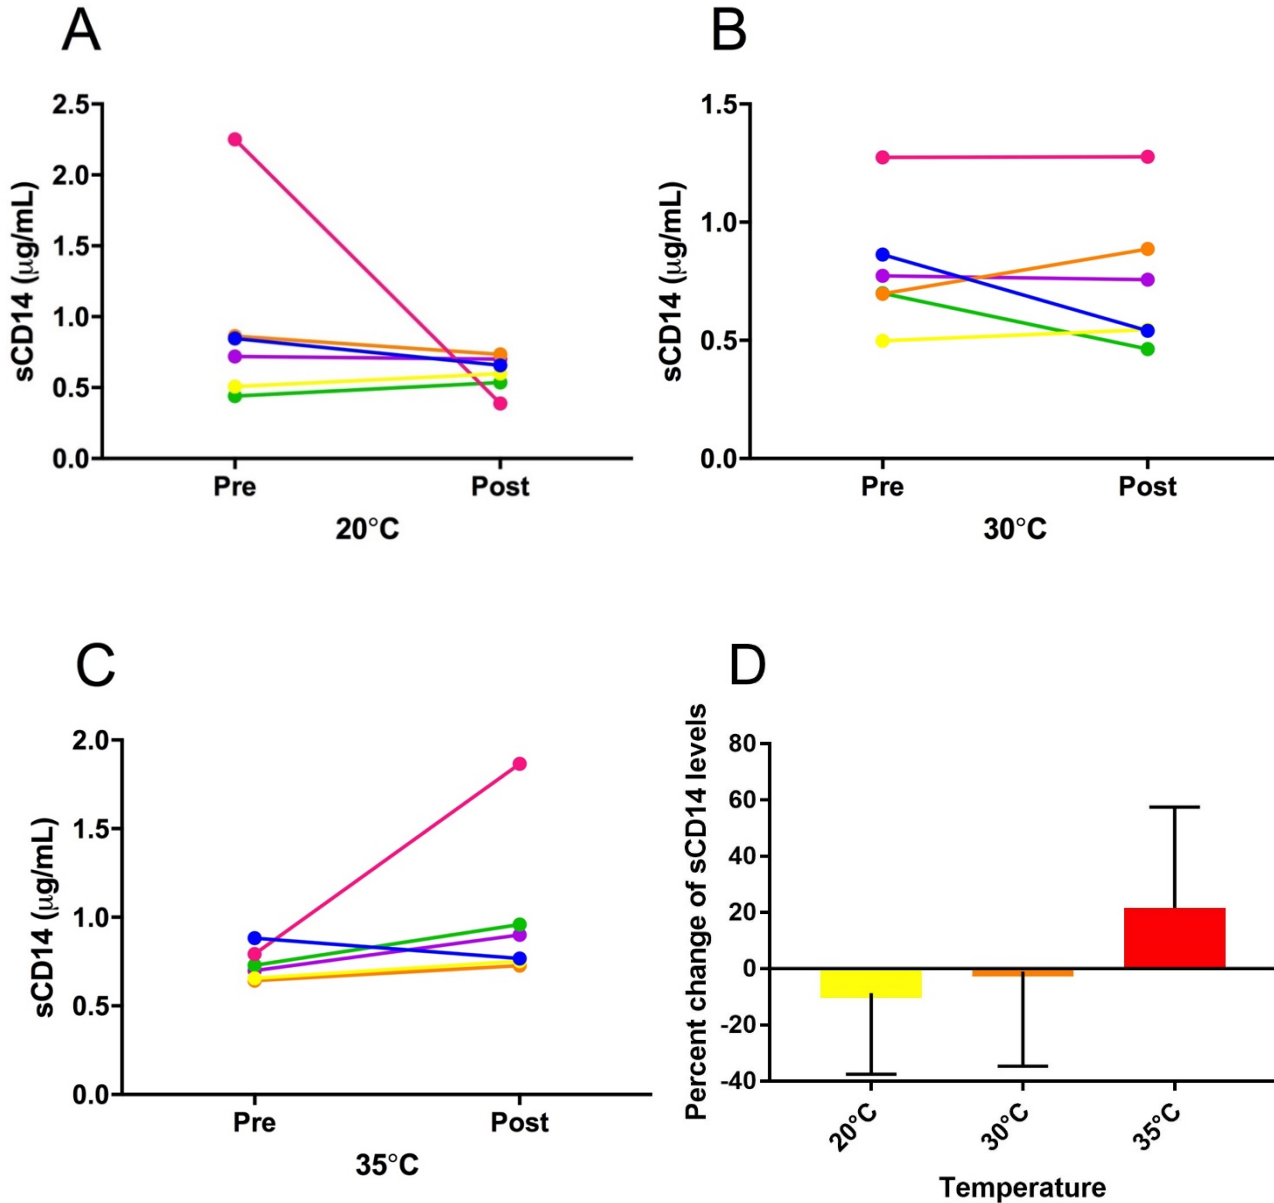 A
sCD14 (μg/mL)
2.5
2.0
1.5
1.0
0.5
0.0
Pre
Post
20°C
B
sCD14 (μg/mL)
1.5
1.0
0.5
0.0
Pre
Post
30°C
C
sCD14 (μg/mL)
2.0
1.5
1.0
0.5
0.0
Pre
Post
35°C
D
Percent change of sCD14 levels
80
60
40
20
0
-20
-40
20°C
30°C
35°C
Temperature